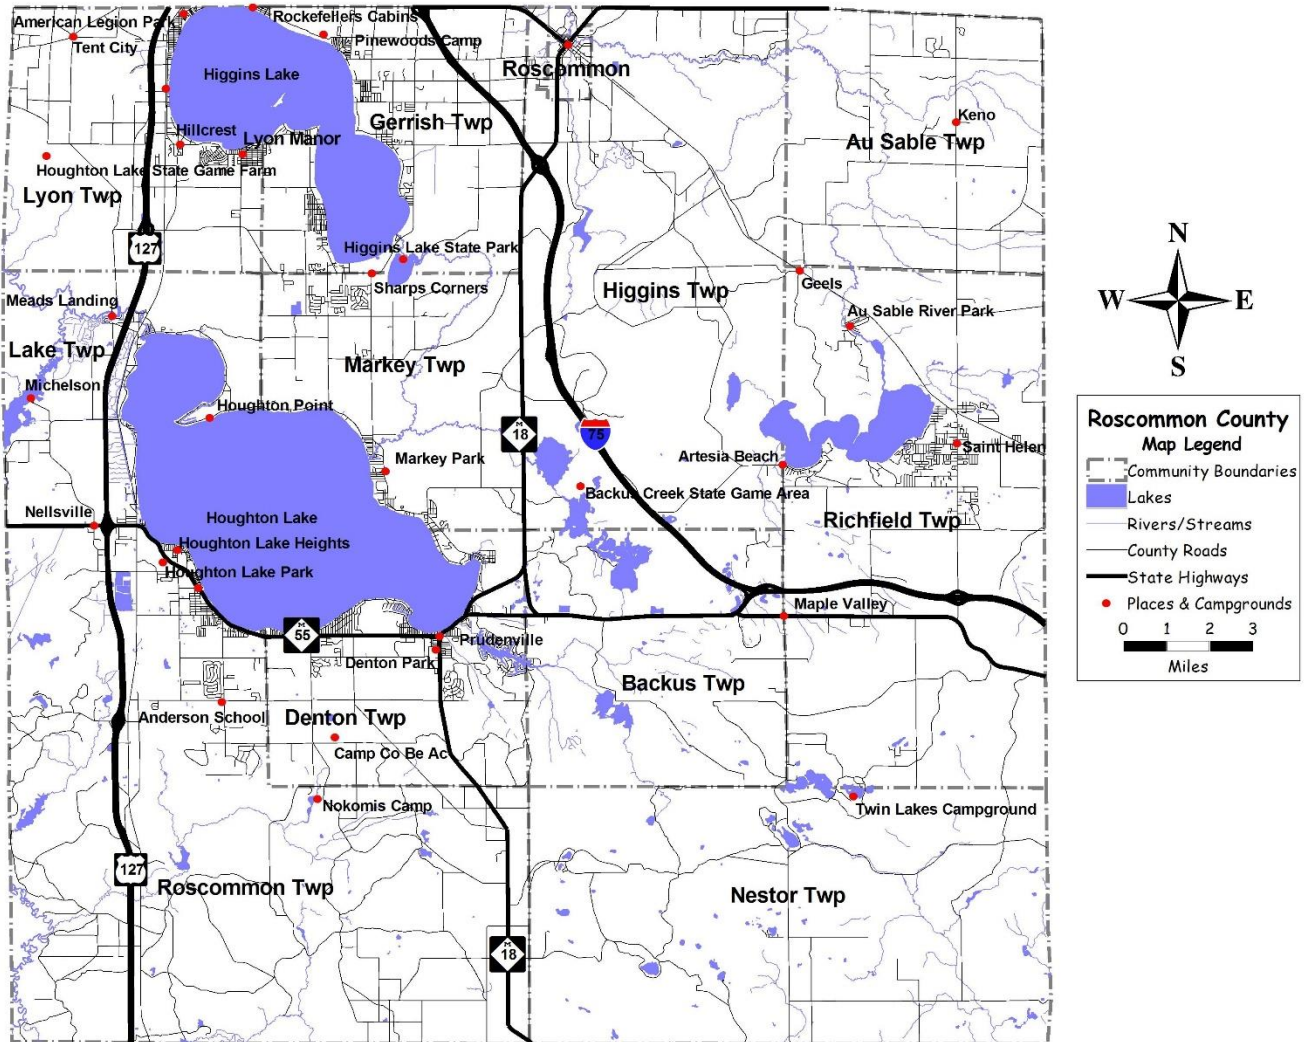 American Legion Park
Rockefellers Cabins
Tent City
Pinewoods Camp
Roscommon
Higgins Lake
Keno
Gerrish Twp
Hillcrest
Lyon Manor
Au Sable Twp
Houghton Lake State Game Farm
Lyon Twp
127
Higgins Lake State Park
Sharps Corners
Geels
Higgins Twp
Meads Landing
Au Sable River Park
Lake Twp
Markey Twp
Michelson
Houghton Point
M
18
75
Saint Helen
Markey Park
Artesia Beach
Backus Creek State Game Area
Nellsville
Houghton Lake
Richfield Twp
Houghton Lake Heights
Houghton Lake Park
Maple Valley
M
55
Prudenville
Denton Park
Backus Twp
Anderson School
Denton Twp
Camp Co Be Ac
Nokomis Camp
Twin Lakes Campground
127
Roscommon Twp
Nestor Twp
M
18
N
W
E
S
Roscommon County
Map Legend
Community Boundaries
Lakes
Rivers/Streams
County Roads
State Highways
Places & Campgrounds
0 1 2 3
Miles